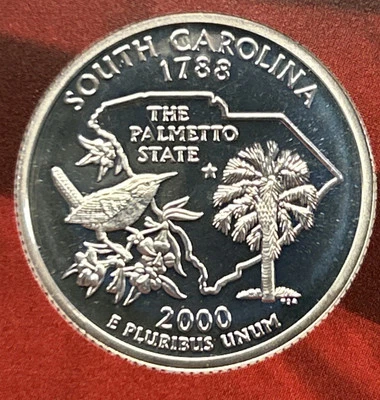 SOUTH CAROLINA
1788
THE
PALMETTO
STATE
2000
E PLURIBUS UNUM